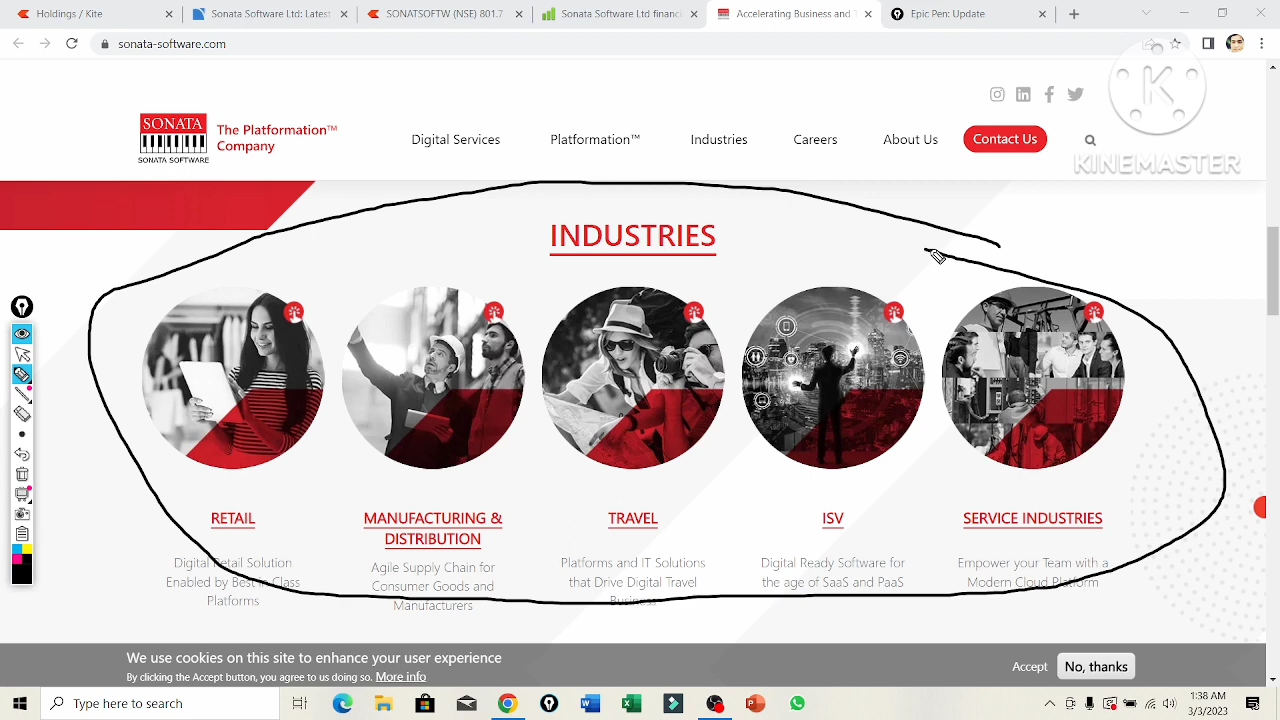 Holdings / Kite
Sonata Software Ltd: Latest
SONATSOFTW (NSE) 801.7
Sonata Software Ltd financi
Accelerating Business and
Epic Pen: Update
sonata-software.com
KINEMASTER
SONATA
SONATA SOFTWARE
The Platformation™
Company
Digital Services
Platformation™
Industries
Careers
About Us
Contact Us
INDUSTRIES
RETAIL
Digital Retail Solution
Enabled by Best in Class
Platforms
MANUFACTURING &
DISTRIBUTION
Agile Supply Chain for
Consumer Goods and
Manufacturers
TRAVEL
Platforms and IT Solutions
that Drive Digital Travel
Business
ISV
Digital Ready Software for
the age of SaaS and PaaS
SERVICE INDUSTRIES
Empower your Team with a
Modern Cloud Platform
We use cookies on this site to enhance your user experience
By clicking the Accept button, you agree to us doing so. More info
Accept
No, thanks
Type here to search
1:38 AM
3/3/2023